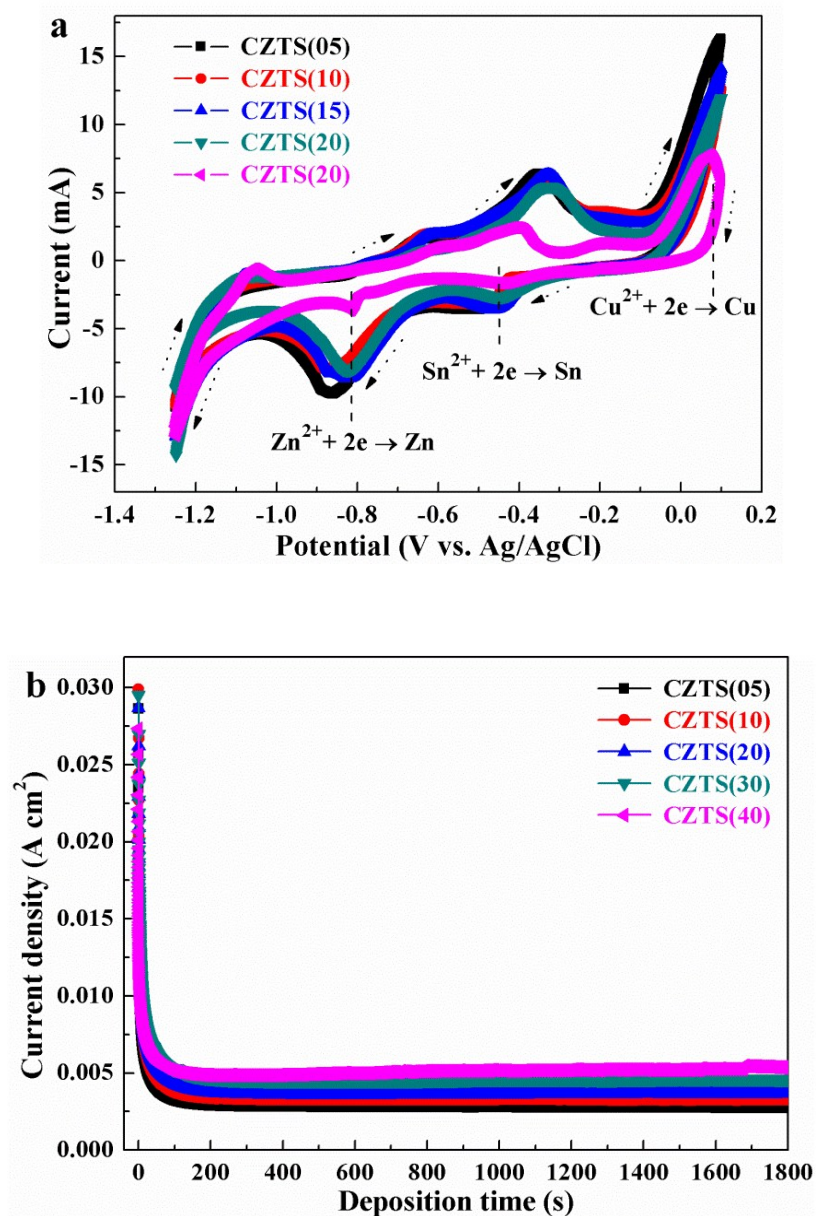 a
CZTS(05)
CZTS(10)
CZTS(15)
CZTS(20)
CZTS(20)
15
10
5
0
-5
-10
-15
Current (mA)
Cu²⁺+ 2e → Cu
Sn²⁺+ 2e → Sn
Zn²⁺+ 2e → Zn
-1.4 -1.2 -1.0 -0.8 -0.6 -0.4 -0.2 0.0 0.2
Potential (V vs. Ag/AgCl)
b
CZTS(05)
CZTS(10)
CZTS(20)
CZTS(30)
CZTS(40)
0.030
0.025
0.020
0.015
0.010
0.005
0.000
Current density (A cm²)
0 200 400 600 800 1000 1200 1400 1600 1800
Deposition time (s)